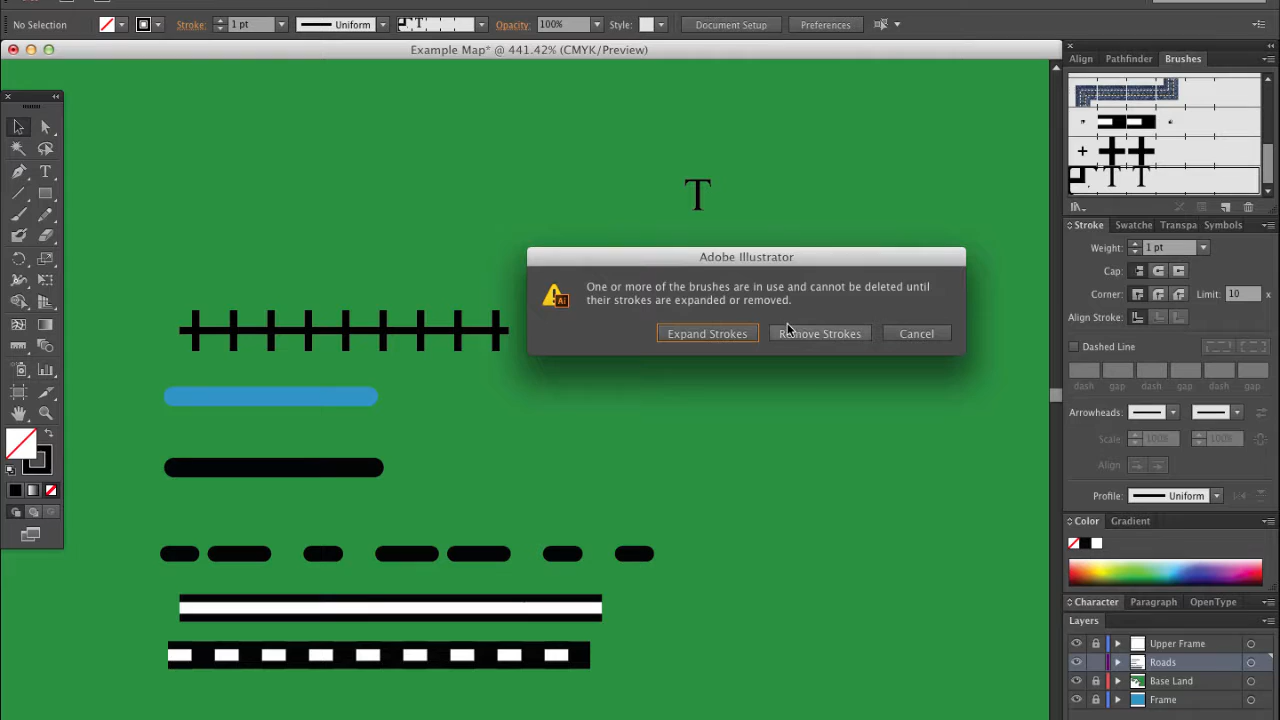 No Selection
Stroke:
1 pt
Uniform
T
Opacity:
100%
Style:
Document Setup
Preferences
Example Map* @ 441.42% (CMYK/Preview)
Align
Pathfinder
Brushes
T T T
T
Adobe Illustrator
One or more of the brushes are in use and cannot be deleted until
their strokes are expanded or removed.
Ai
Expand Strokes
Remove Strokes
Cancel
Stroke
Swatche
Transpa
Symbols
Weight:
1 pt
Cap:
Corner:
Limit:
10
x
Align Stroke:
Dashed Line
dash
gap
dash
gap
dash
gap
Arrowheads:
Scale
100%
100%
Align
Profile:
Uniform
Color
Gradient
Character
Paragraph
OpenType
Layers
Upper Frame
Roads
Base Land
Frame